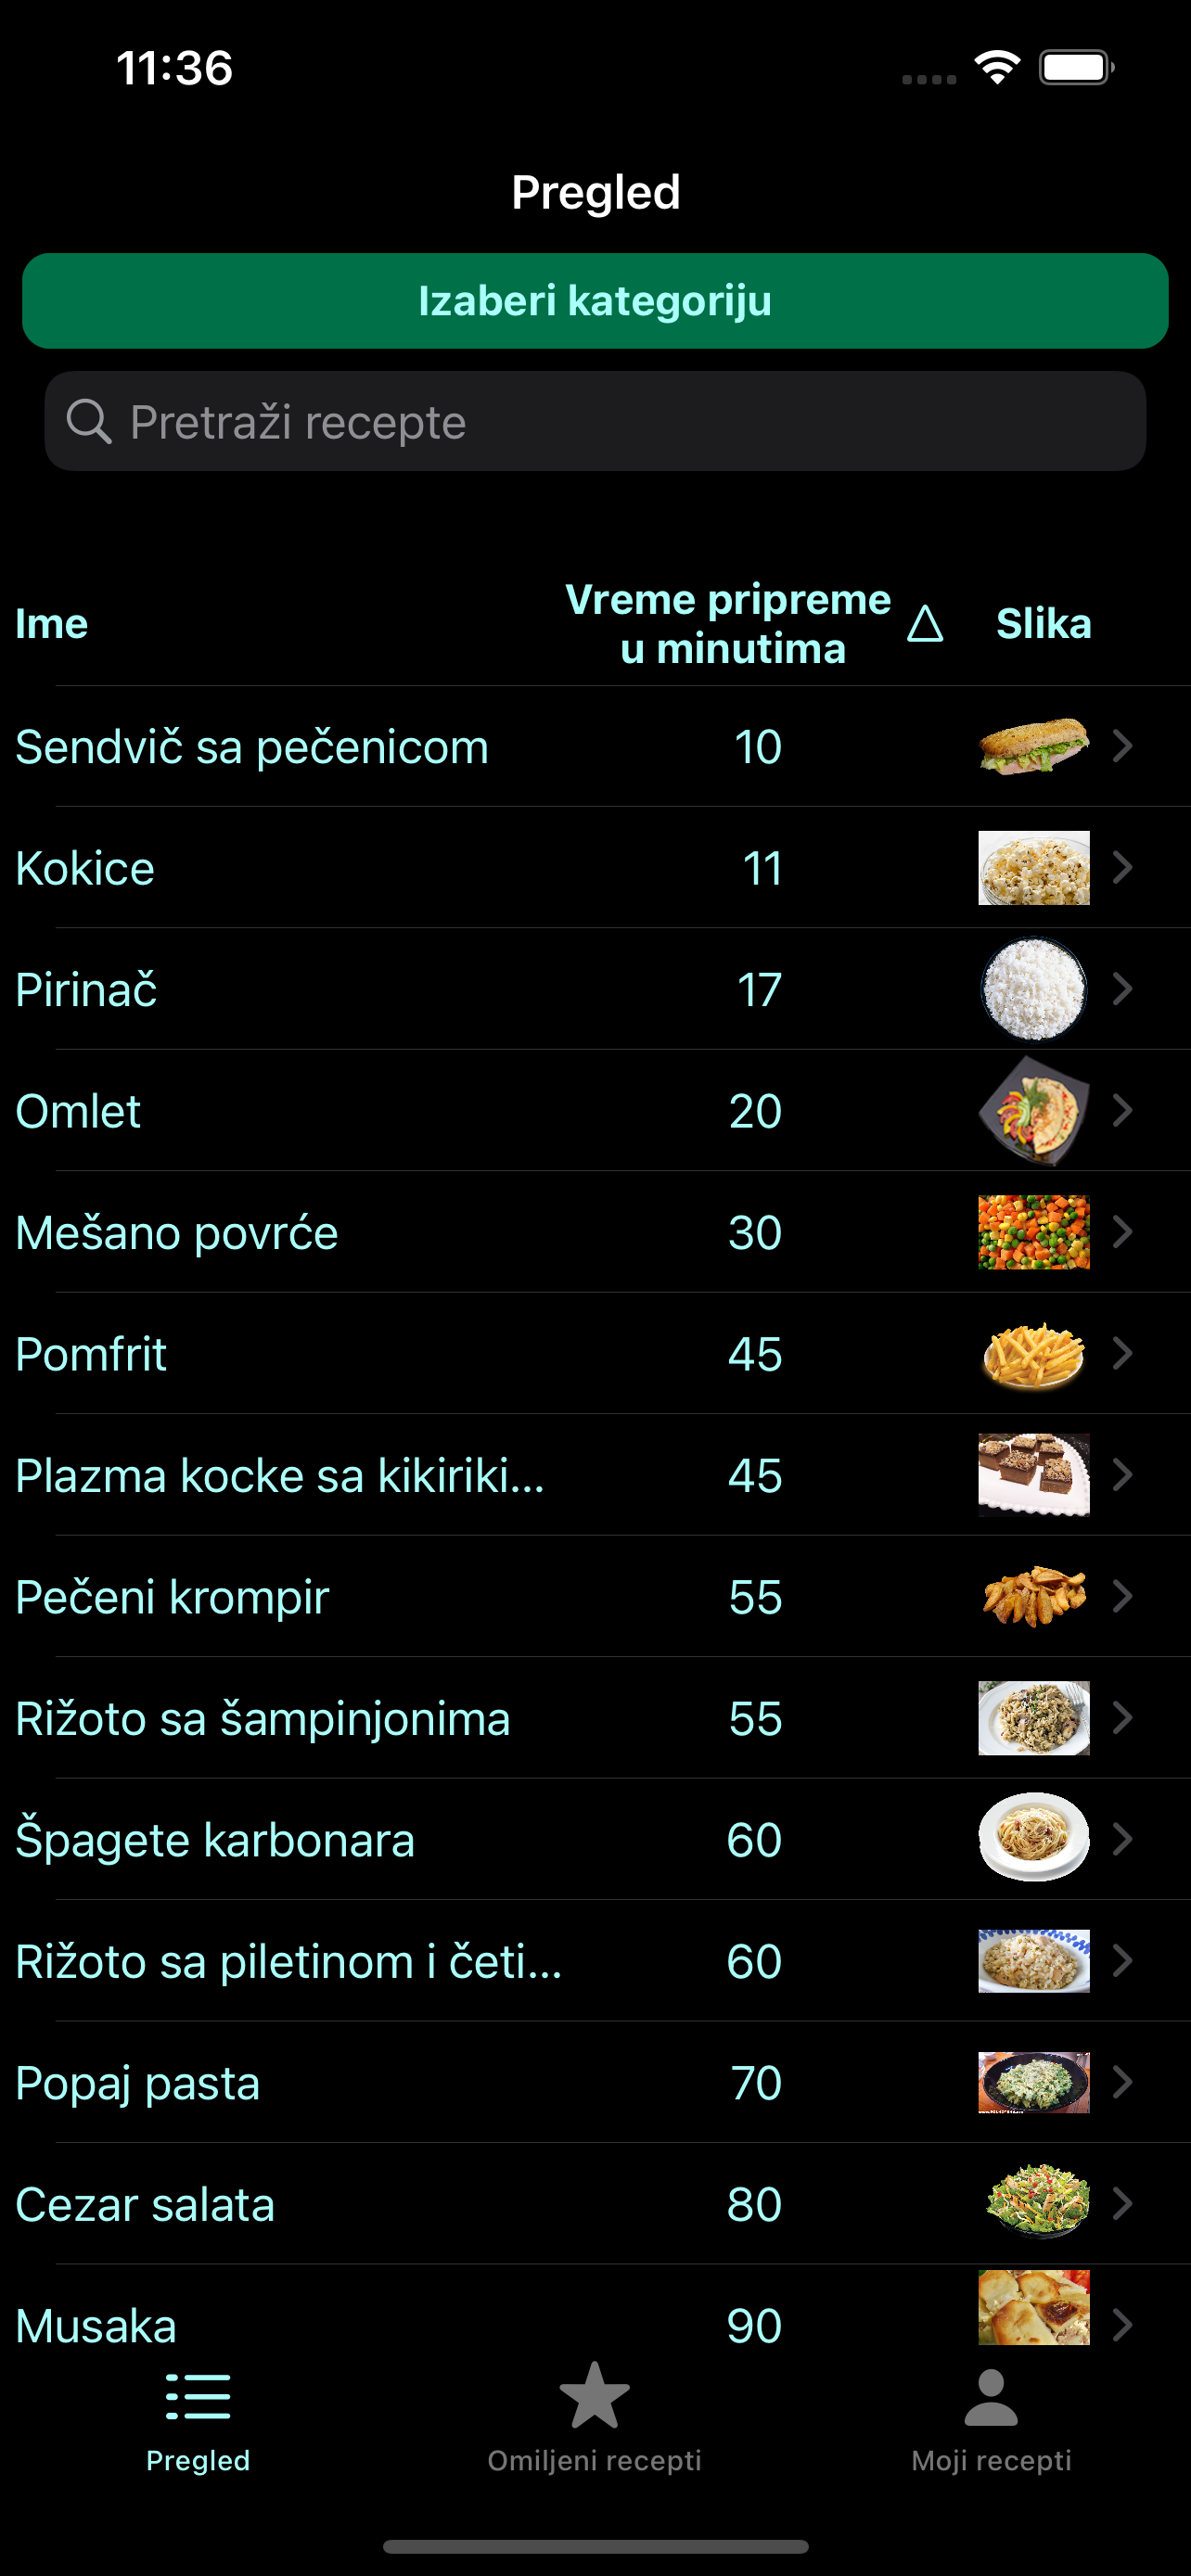 11:36
Pregled
Izaberi kategoriju
Pretraži recepte
Ime
Vreme pripreme
u minutima
Slika
Sendvič sa pečenicom 10
Kokice 11
Pirinač 17
Omlet 20
Mešano povrće 30
Pomfrit 45
Plazma kocke sa kikiriki... 45
Pečeni krompir 55
Rižoto sa šampinjonima 55
Špagete karbonara 60
Rižoto sa piletinom i četi... 60
Popaj pasta 70
Cezar salata 80
Musaka 90
Pregled
Omiljeni recepti
Moji recepti